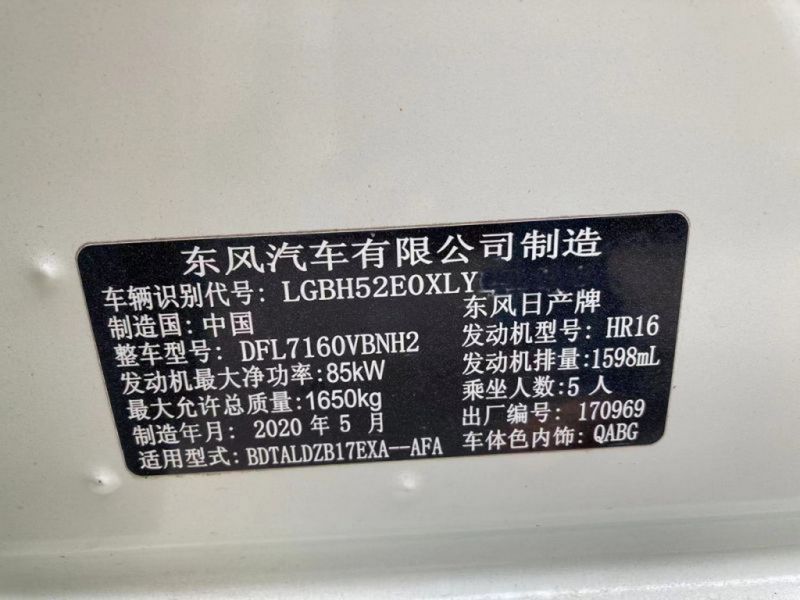 东风汽车有限公司制造
车辆识别代号: LGBH52E0XLY
东风日产牌
制造国: 中国
发动机型号: HR16
整车型号: DFL7160VBNH2
发动机排量: 1598mL
发动机最大净功率: 85kW
乘坐人数: 5 人
最大允许总质量: 1650kg
出厂编号: 170969
制造年月: 2020 年 5 月
车体色内饰: QABG
适用型式: BDTALDZB17EXA--AFA